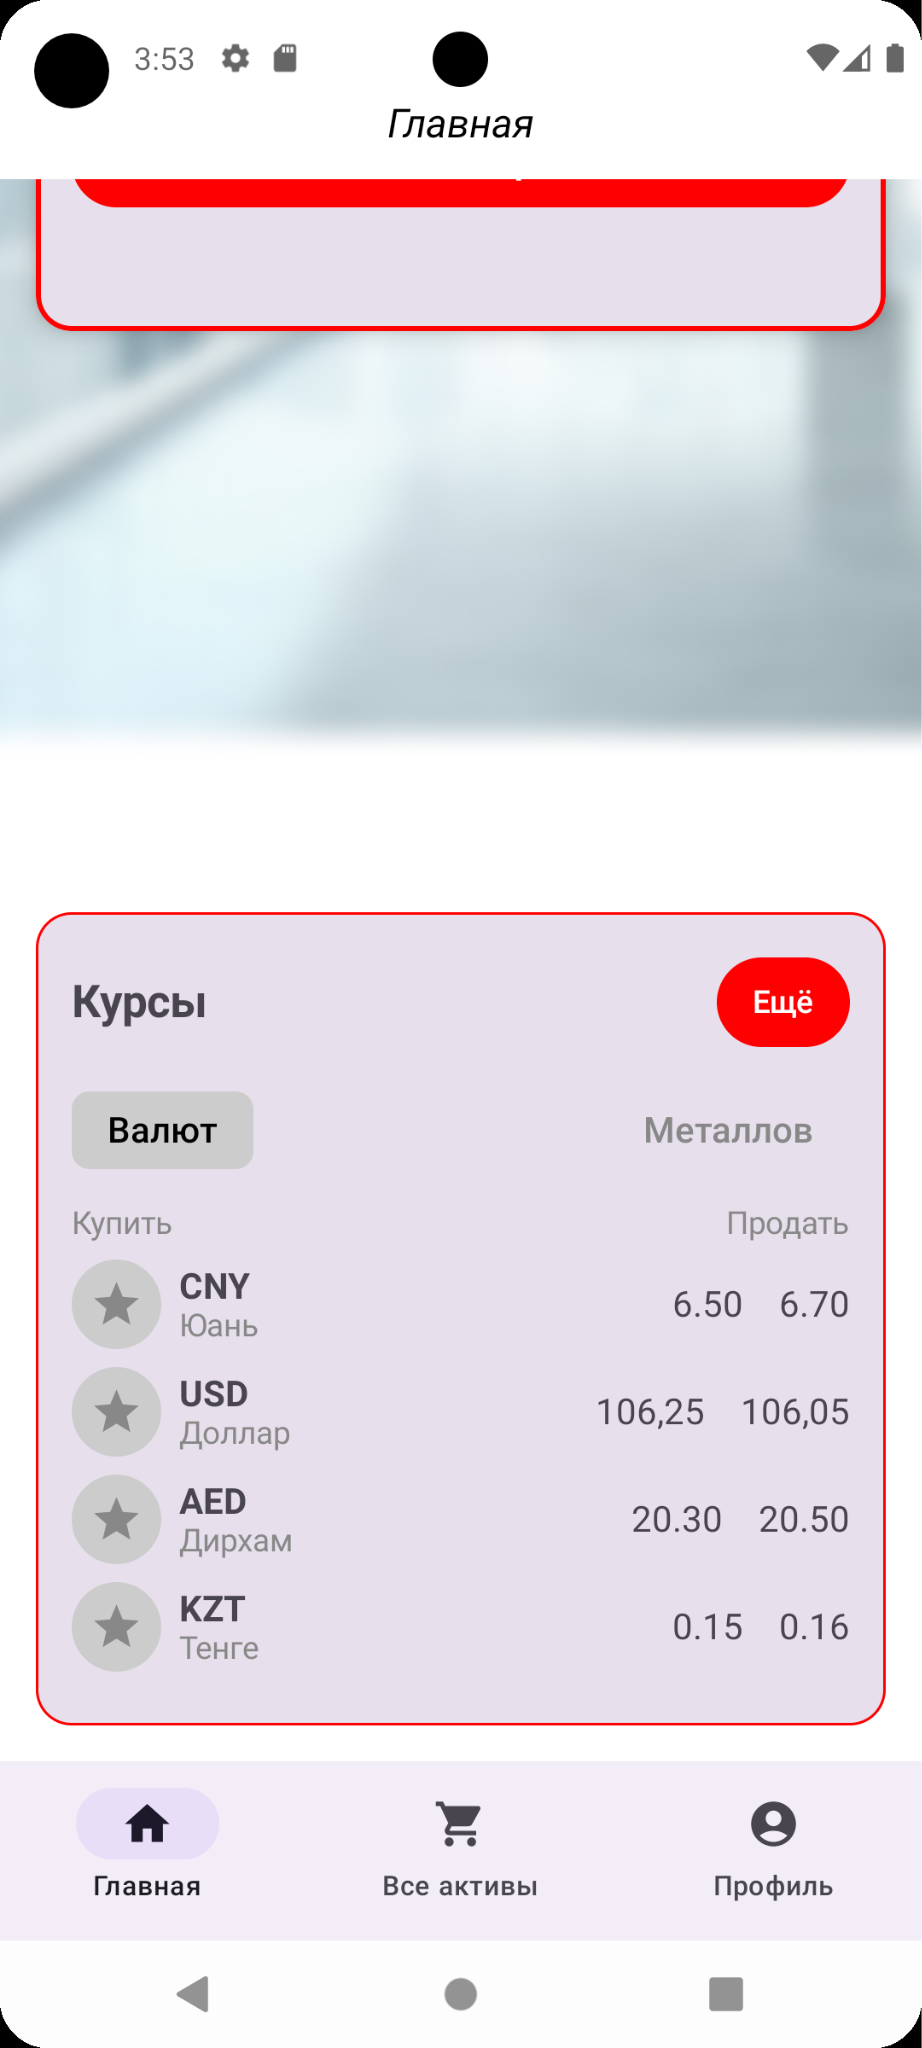 3:53
Главная
Курсы
Ещё
Валют
Металлов
Купить
Продать
CNY
Юань
6.50 6.70
USD
Доллар
106,25 106,05
AED
Дирхам
20.30 20.50
KZT
Тенге
0.15 0.16
Главная
Все активы
Профиль